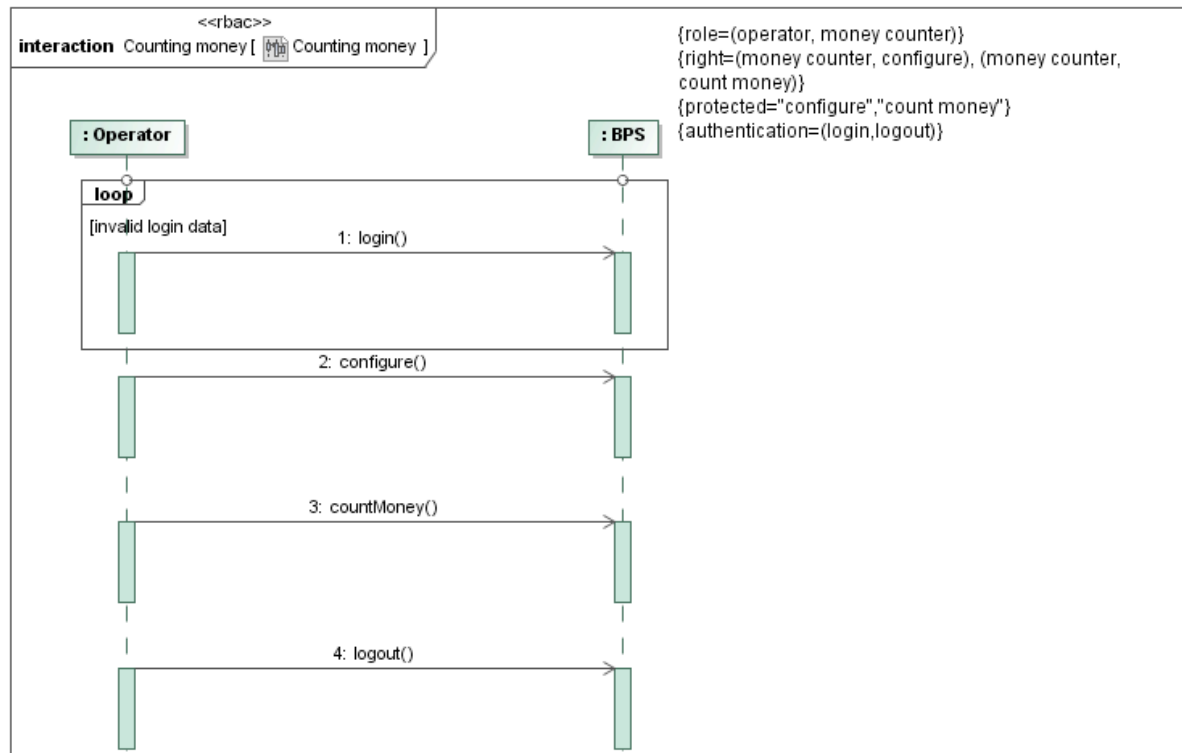 <<rbac>>
interaction Counting money [ Counting money ]
{role=(operator, money counter)}
{right=(money counter, configure), (money counter,
count money)}
{protected="configure","count money"}
{authentication=(login,logout)}
: Operator
: BPS
loop
[invalid login data]
1: login()
2: configure()
3: countMoney()
4: logout()